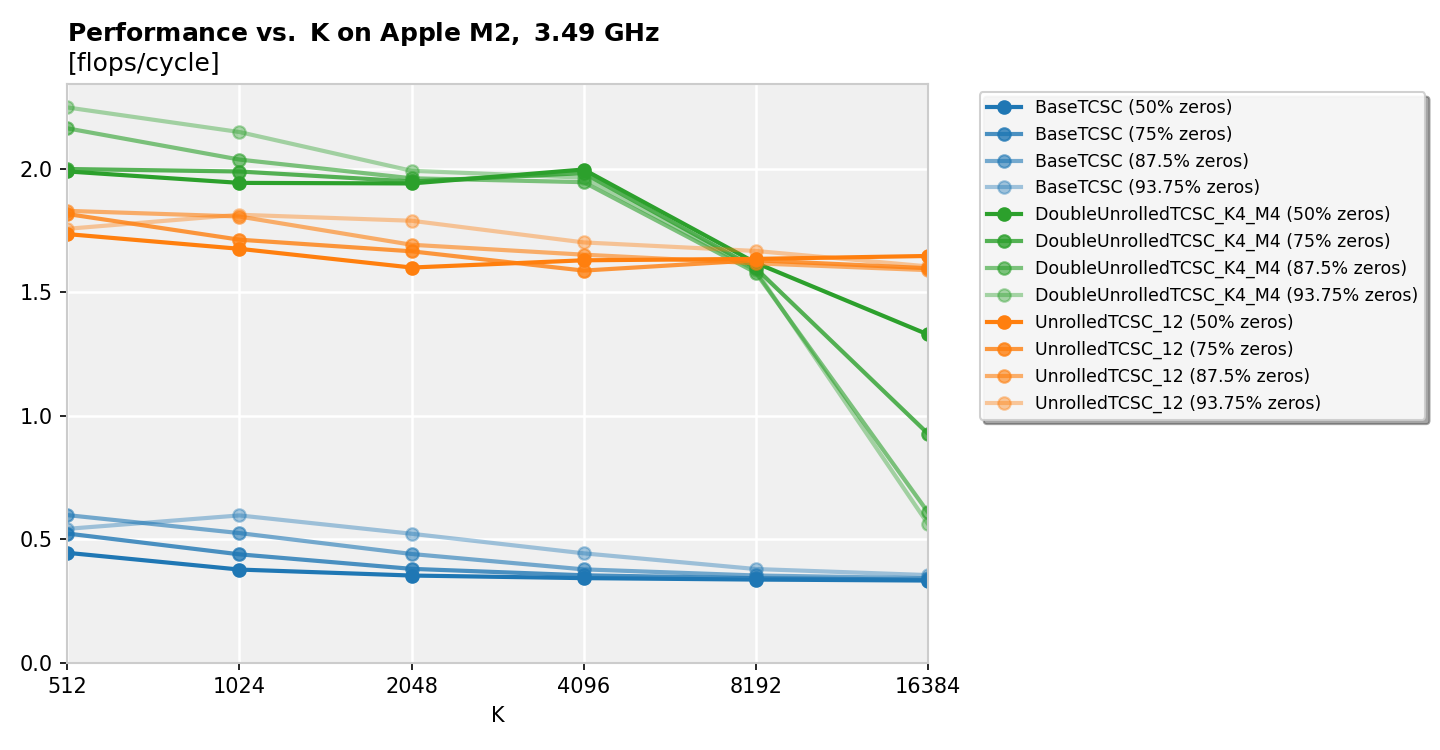 Performance vs. K on Apple M2, 3.49 GHz
[flops/cycle]
2.0
1.5
1.0
0.5
0.0
512 1024 2048 4096 8192 16384
K
BaseTCSC (50% zeros)
BaseTCSC (75% zeros)
BaseTCSC (87.5% zeros)
BaseTCSC (93.75% zeros)
DoubleUnrolledTCSC_K4_M4 (50% zeros)
DoubleUnrolledTCSC_K4_M4 (75% zeros)
DoubleUnrolledTCSC_K4_M4 (87.5% zeros)
DoubleUnrolledTCSC_K4_M4 (93.75% zeros)
UnrolledTCSC_12 (50% zeros)
UnrolledTCSC_12 (75% zeros)
UnrolledTCSC_12 (87.5% zeros)
UnrolledTCSC_12 (93.75% zeros)